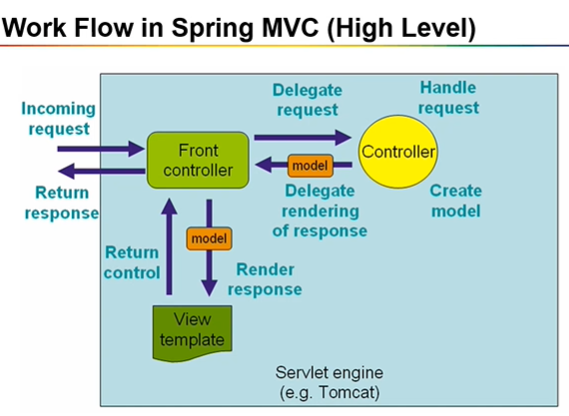 Work Flow in Spring MVC (High Level)
Incoming
request
Return
response
Front
controller
Delegate
request
Handle
request
Controller
model
Delegate
rendering
of response
Create
model
Return
control
model
Render
response
View
template
Servlet engine
(e.g. Tomcat)